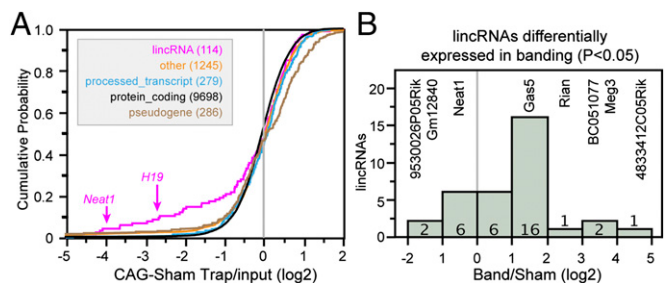 A
lincRNA (114)
other (1245)
processed_transcript (279)
protein_coding (9698)
pseudogene (286)
Neat1
H19
Cumulative Probability
1.0
0.8
0.6
0.4
0.2
0.0
-5 -4 -3 -2 -1 0 1 2
CAG-Sham Trap/input (log2)
B
lincRNAs differentially
expressed in banding (P<0.05)
9530026P05Rik
Gm12840
Neat1
Gas5
Rian
BC051077
Meg3
4833412C05Rik
lincRNAs
20
15
10
5
0
2 6 6 16 1 2 1
-2 -1 0 1 2 3 4 5
Band/Sham (log2)